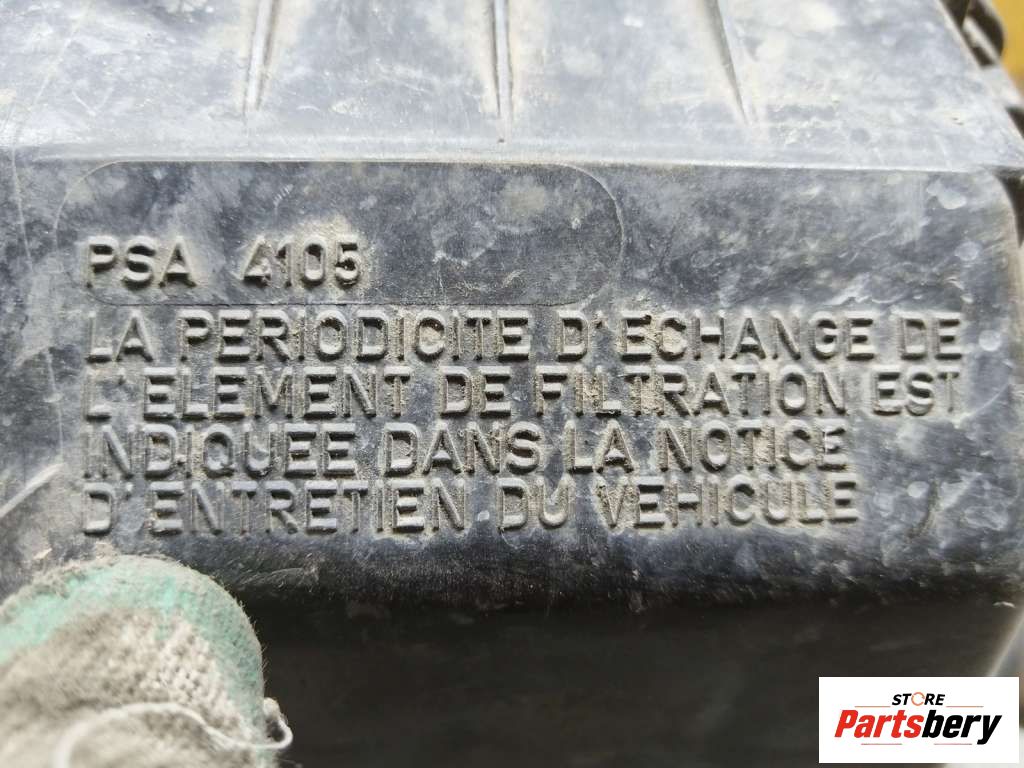 PSA 4105
LA PERIODICITE D'ECHANGE DE
L'ELEMENT DE FILTRATION EST
INDIQUEE DANS LA NOTICE
D'ENTRETIEN DU VEHICULE
STORE
Partsbery